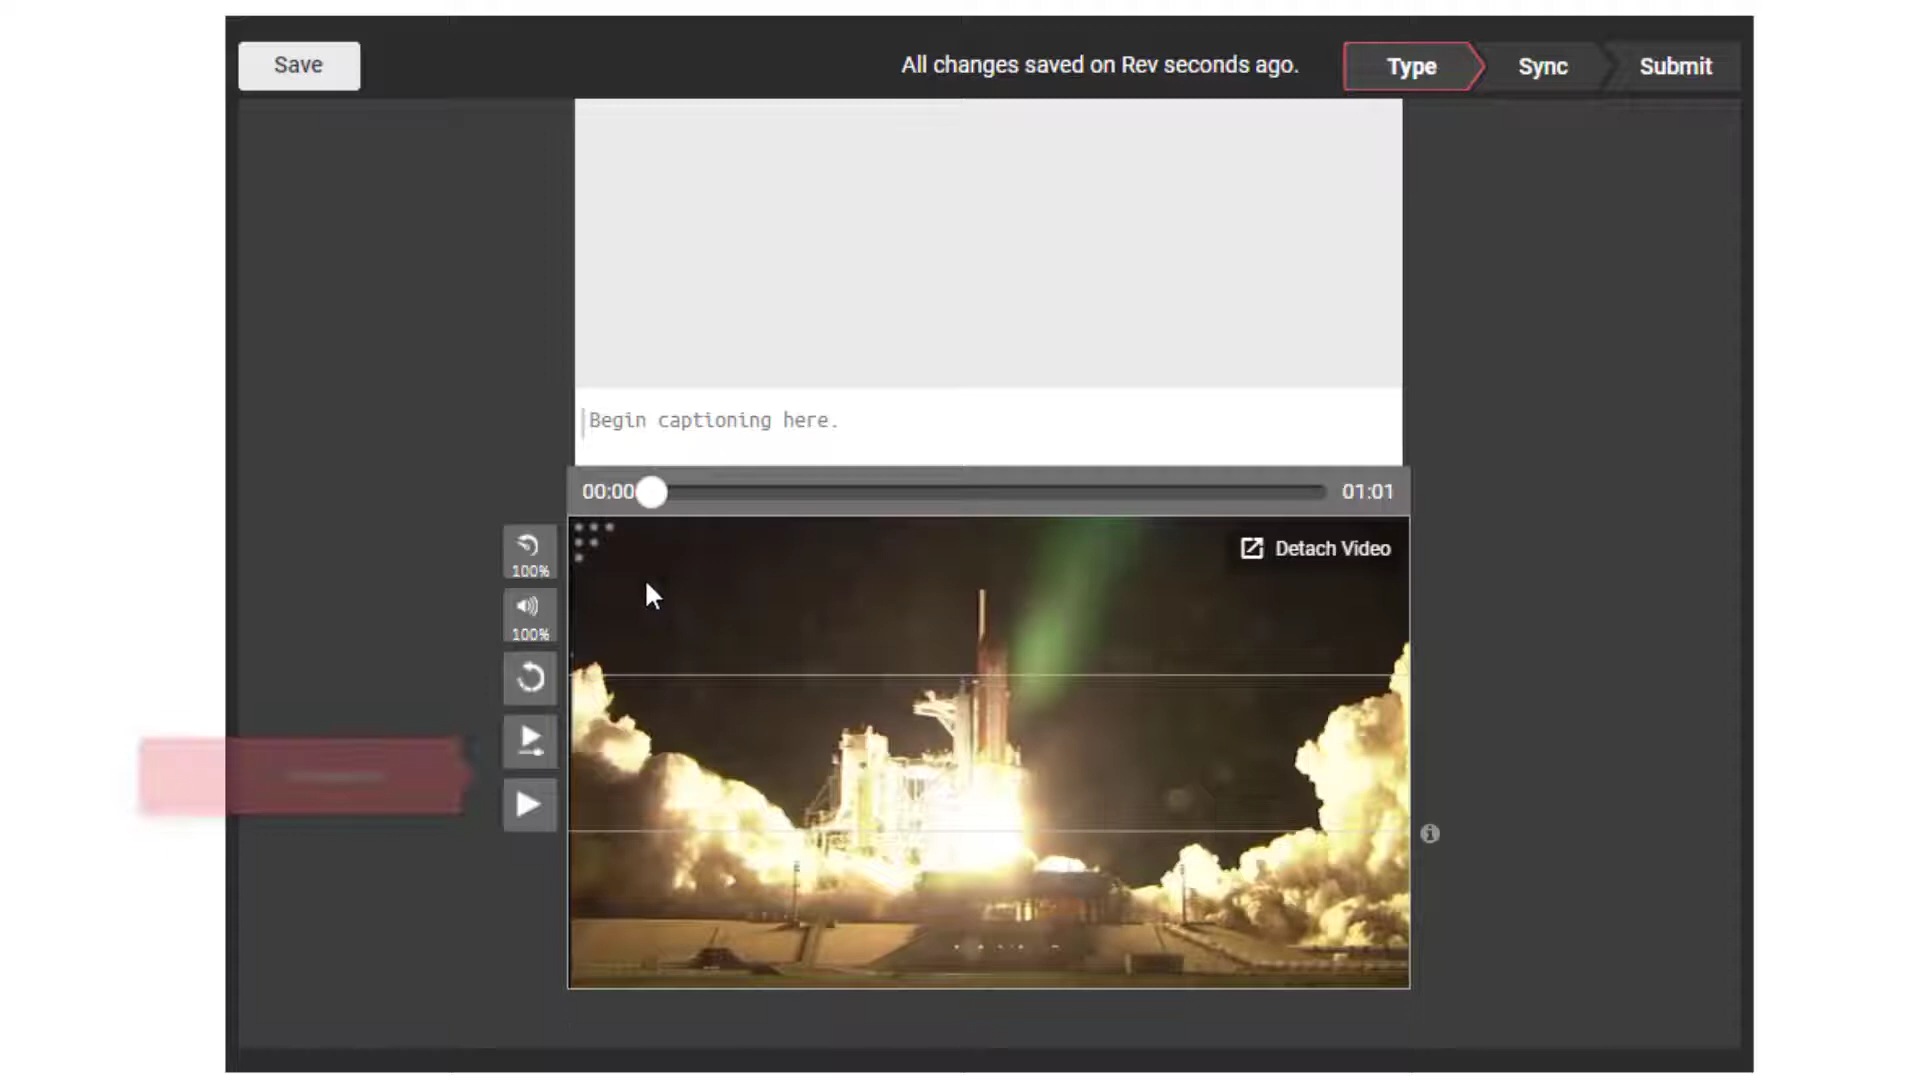 Save
All changes saved on Rev seconds ago.
Type
Sync
Submit
Begin captioning here.
00:00
01:01
100%
Detach Video
100%